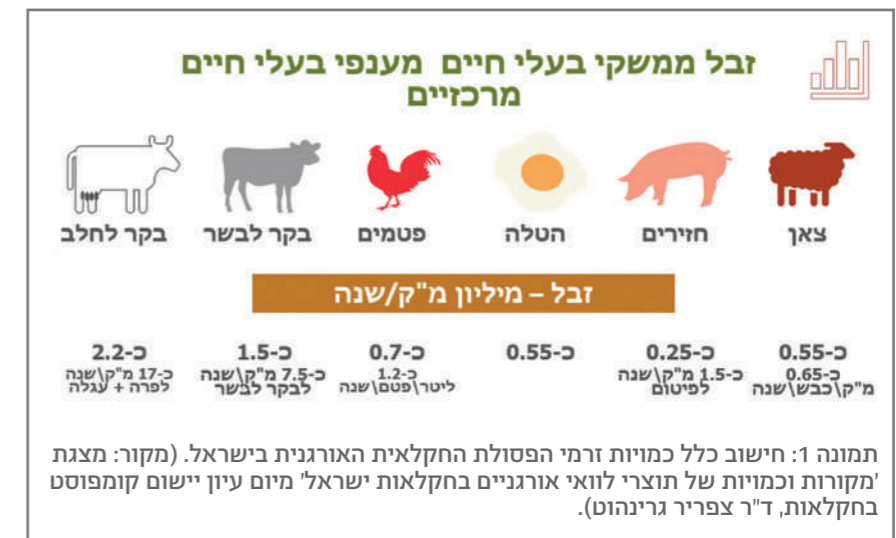 זבל ממשקי בעלי חיים מענפי בעלי חיים
מרכזיים
צאן
חזירים
הטלה
פטמים
בקר לבשר
בקר לחלב
זבל – מיליון מ"ק/שנה
כ-0.55
כ-0.65
מ"ק\כבש\שנה
כ-0.25
כ-1.5 מ"ק\שנה
לפיטום
כ-0.55
כ-0.7
כ-1.2
ליטר\פטם\שנה
כ-1.5
כ-7.5 מ"ק\שנה
לבקר לבשר
כ-2.2
כ-17 מ"ק\שנה
לפרה + עגלה
תמונה 1: חישוב כלל כמויות זרמי הפסולת החקלאית האורגנית בישראל. (מקור: מצגת
'מקורות וכמויות של תוצרי לוואי אורגניים בחקלאות ישראל' מיום עיון יישום קומפוסט
בחקלאות, ד"ר צפריר גרינהוט).